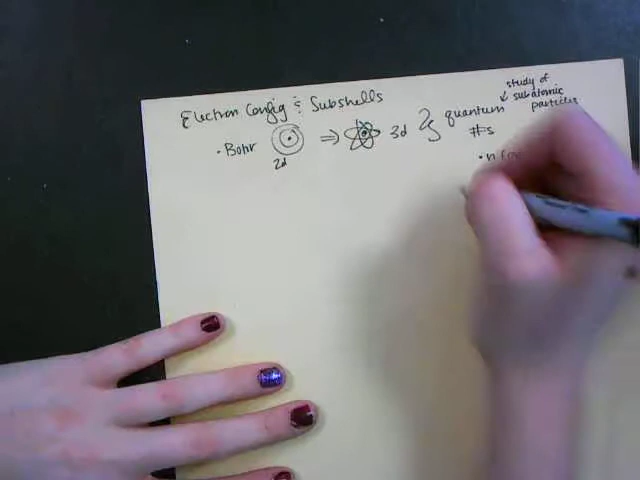 Electron Config & Subshells
study of
subatomic
particles
• Bohr
2d
3d
quantum
#s
• n